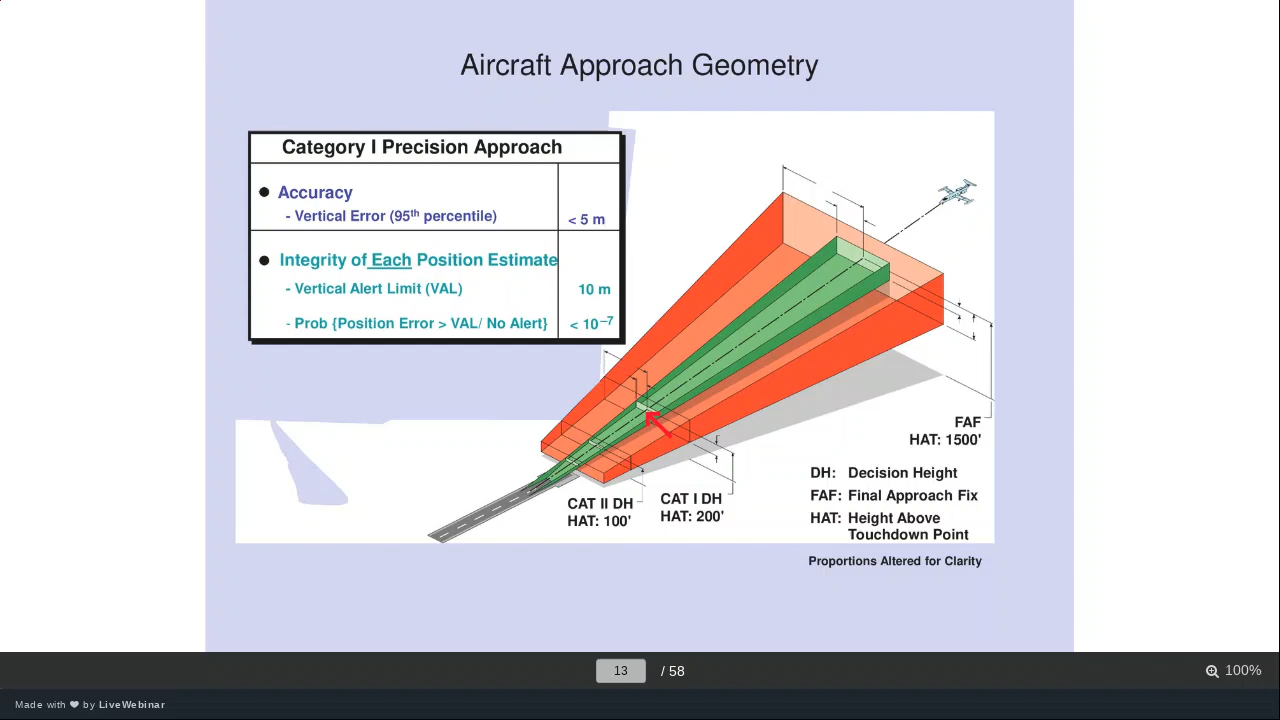 Aircraft Approach Geometry
Category I Precision Approach
● Accuracy
- Vertical Error (95th percentile)
< 5 m
● Integrity of Each Position Estimate
- Vertical Alert Limit (VAL)
10 m
- Prob {Position Error > VAL/ No Alert}
< 10–7
FAF
HAT: 1500'
CAT I DH
HAT: 200'
CAT II DH
HAT: 100'
DH: Decision Height
FAF: Final Approach Fix
HAT: Height Above
Touchdown Point
Proportions Altered for Clarity
13 / 58
100%
Made with ❤ by LiveWebinar